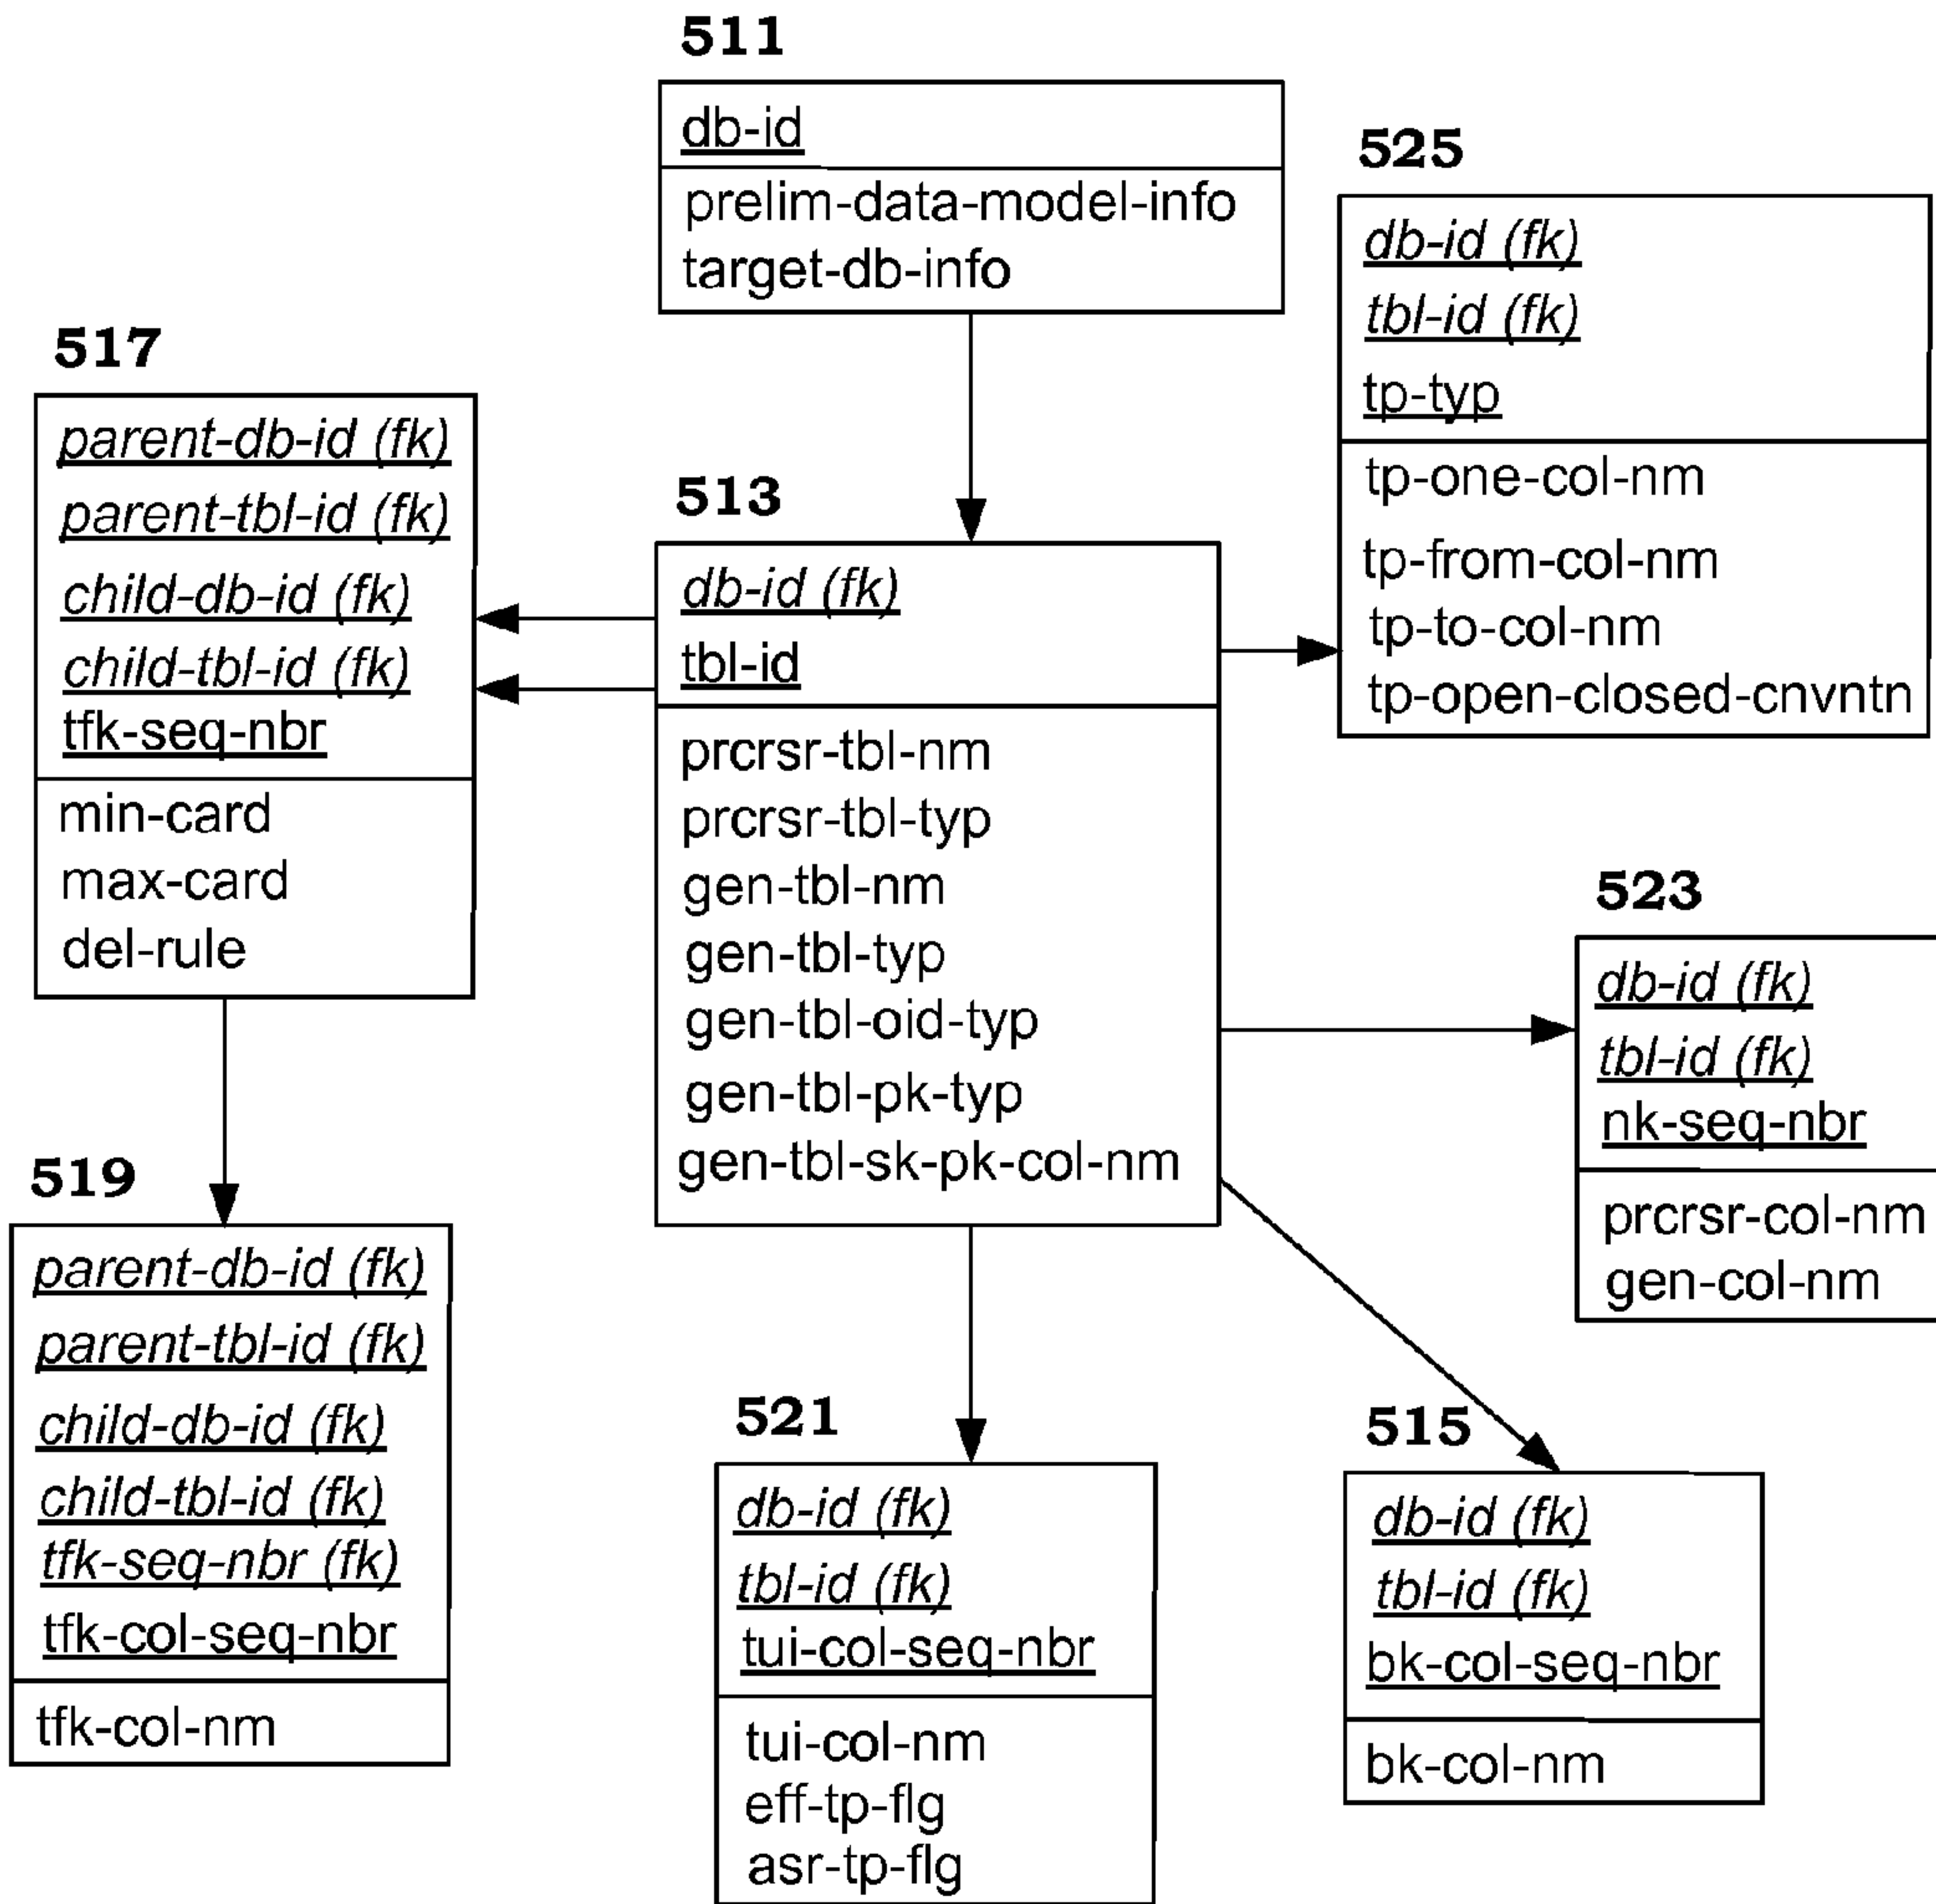 511
db-id
prelim-data-model-info
target-db-info
525
db-id (fk)
tbl-id (fk)
tp-typ
tp-one-col-nm
tp-from-col-nm
tp-to-col-nm
tp-open-closed-cnvntn
517
parent-db-id (fk)
parent-tbl-id (fk)
child-db-id (fk)
child-tbl-id (fk)
tfk-seq-nbr
min-card
max-card
del-rule
513
db-id (fk)
tbl-id
prcrsr-tbl-nm
prcrsr-tbl-typ
gen-tbl-nm
gen-tbl-typ
gen-tbl-oid-typ
gen-tbl-pk-typ
gen-tbl-sk-pk-col-nm
523
db-id (fk)
tbl-id (fk)
nk-seq-nbr
prcrsr-col-nm
gen-col-nm
519
parent-db-id (fk)
parent-tbl-id (fk)
child-db-id (fk)
child-tbl-id (fk)
tfk-seq-nbr (fk)
tfk-col-seq-nbr
tfk-col-nm
521
db-id (fk)
tbl-id (fk)
tui-col-seq-nbr
tui-col-nm
eff-tp-flg
asr-tp-flg
515
db-id (fk)
tbl-id (fk)
bk-col-seq-nbr
bk-col-nm